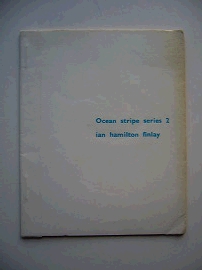 Ocean stripe series 2
ian hamilton finlay